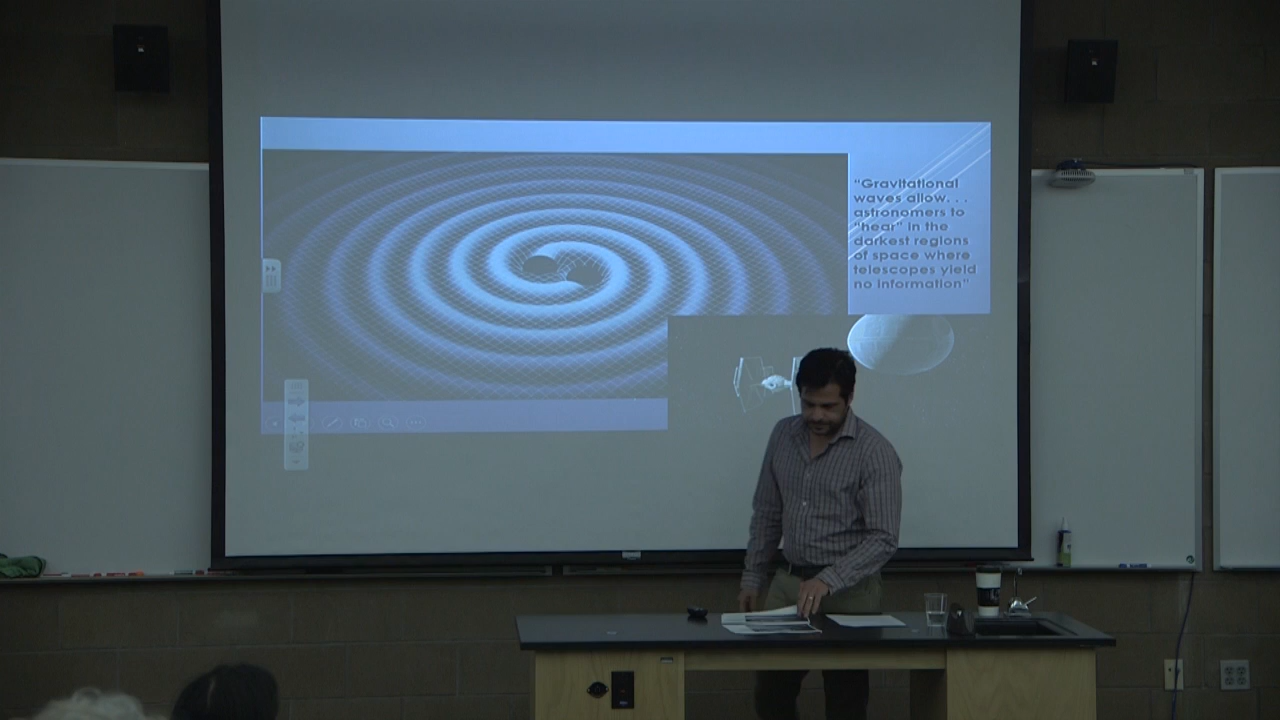 “Gravitational
waves allow. . .
astronomers to
“hear” in the
darkest regions
of space where
telescopes yield
no information”